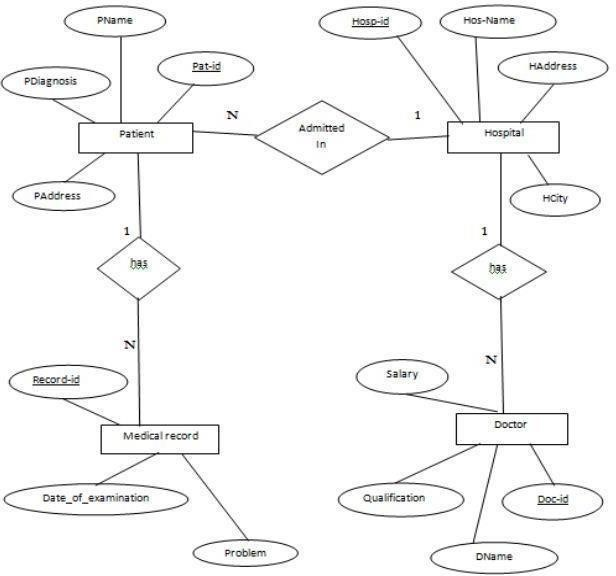 PName
Hosp-id
Hos-Name
PDiagnosis
Pat-id
HAddress
N
1
Patient
Admitted
In
Hospital
PAddress
HCity
1
1
has
has
N
N
Record-id
Salary
Medical record
Doctor
Date_of_examination
Qualification
Doc-id
Problem
DName